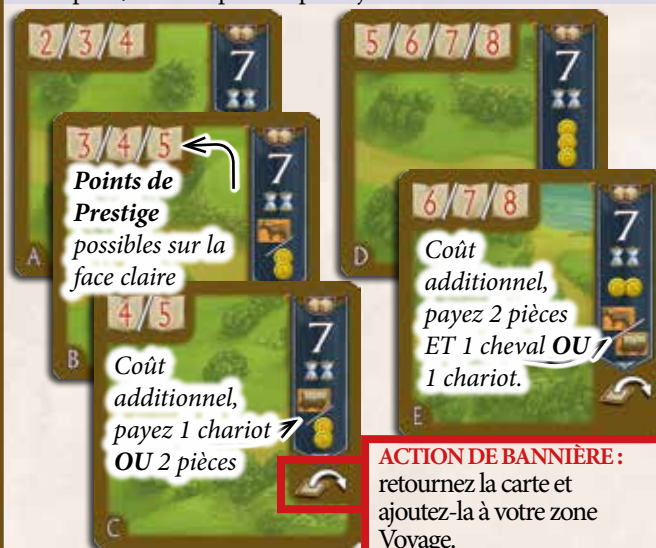 2/3/4
7
A
3/4/5
7
Points de
Prestige
possibles sur la
face claire
B
4/5
7
Coût
additionnel,
payez 1 chariot
OU 2 pièces
C
5/6/7/8
7
D
6/7/8
7
Coût
additionnel,
payez 2 pièces
ET 1 cheval OU
1 chariot.
E
ACTION DE BANNIÈRE :
retournez la carte et
ajoutez-la à votre zone
Voyage.